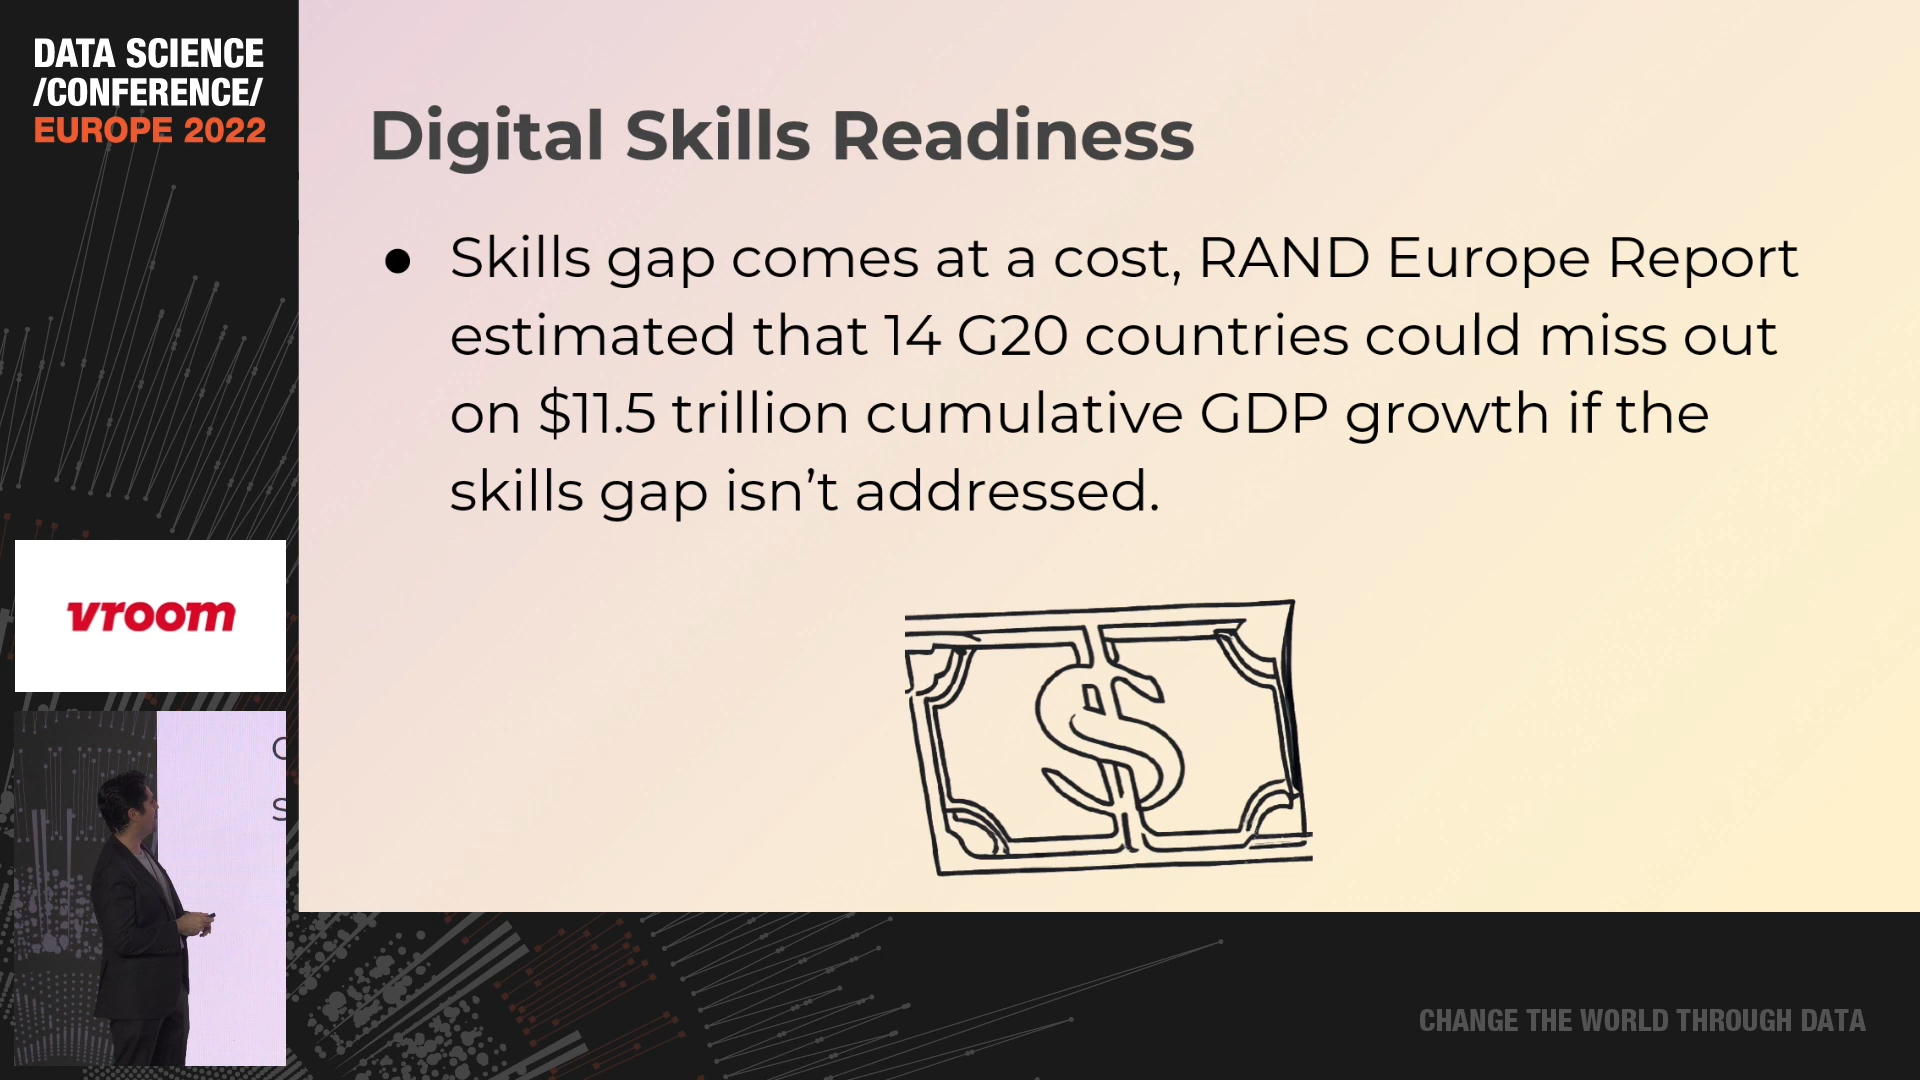 DATA SCIENCE
/CONFERENCE/
EUROPE 2022
Digital Skills Readiness
● Skills gap comes at a cost, RAND Europe Report
estimated that 14 G20 countries could miss out
on $11.5 trillion cumulative GDP growth if the
skills gap isn’t addressed.
$
vroom
CHANGE THE WORLD THROUGH DATA